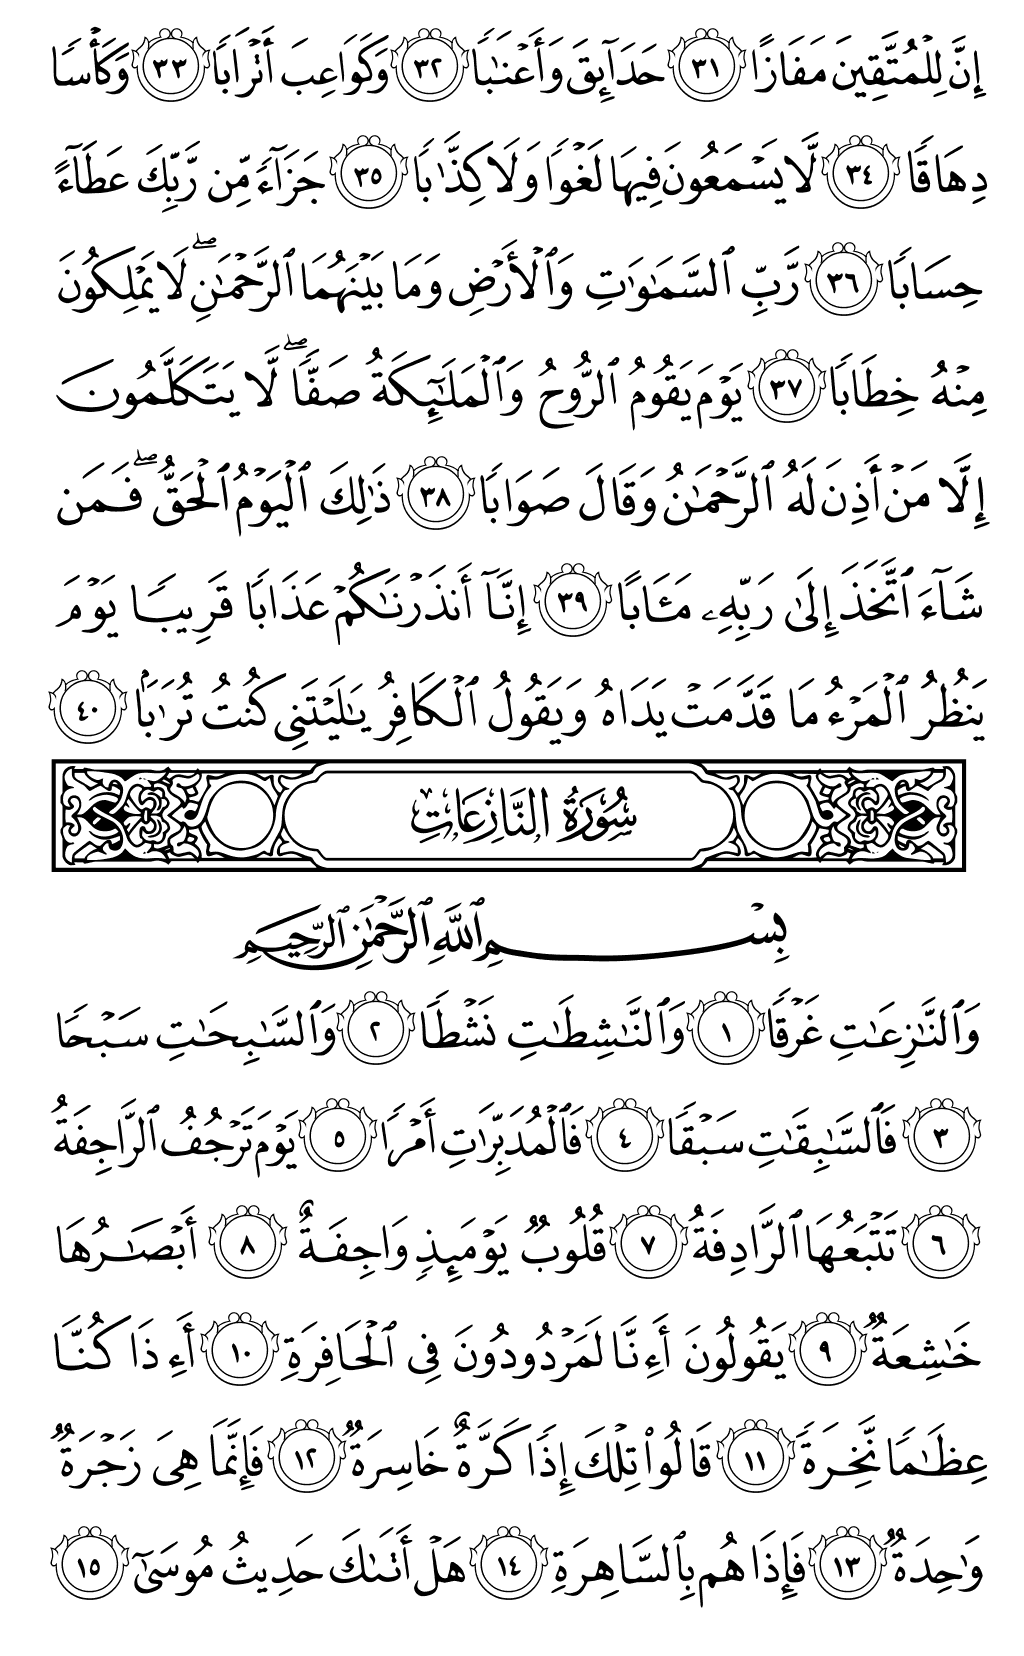 إِنَّ لِلۡمُتَّقِينَ مَفَازًا ٣١ حَدَآئِقَ وَأَعۡنَٰبٗا ٣٢ وَكَوَاعِبَ أَتۡرَابٗا ٣٣ وَكَأۡسٗا
دِهَاقٗا ٣٤ لَّا يَسۡمَعُونَ فِيهَا لَغۡوٗا وَلَا كِذَّٰبٗا ٣٥ جَزَآءٗ مِّن رَّبِّكَ عَطَآءً
حِسَابٗا ٣٦ رَّبِّ ٱلسَّمَٰوَٰتِ وَٱلۡأَرۡضِ وَمَا بَيۡنَهُمَا ٱلرَّحۡمَٰنِۖ لَا يَمۡلِكُونَ
مِنۡهُ خِطَابٗا ٣٧ يَوۡمَ يَقُومُ ٱلرُّوحُ وَٱلۡمَلَٰٓئِكَةُ صَفّٗاۖ لَّا يَتَكَلَّمُونَ
إِلَّا مَنۡ أَذِنَ لَهُ ٱلرَّحۡمَٰنُ وَقَالَ صَوَابٗا ٣٨ ذَٰلِكَ ٱلۡيَوۡمُ ٱلۡحَقُّۖ فَمَن
شَآءَ ٱتَّخَذَ إِلَىٰ رَبِّهِۦ مَـَٔابًا ٣٩ إِنَّآ أَنذَرۡنَٰكُمۡ عَذَابٗا قَرِيبٗا يَوۡمَ
يَنظُرُ ٱلۡمَرۡءُ مَا قَدَّمَتۡ يَدَاهُ وَيَقُولُ ٱلۡكَافِرُ يَٰلَيۡتَنِي كُنتُ تُرَٰبَۢا ٤٠
سُورَةُ النَّازِعَاتِ
بِسۡمِ ٱللَّهِ ٱلرَّحۡمَٰنِ ٱلرَّحِيمِ
وَٱلنَّٰزِعَٰتِ غَرۡقٗا ١ وَٱلنَّٰشِطَٰتِ نَشۡطٗا ٢ وَٱلسَّٰبِحَٰتِ سَبۡحٗا
٣ فَٱلسَّٰبِقَٰتِ سَبۡقٗا ٤ فَٱلۡمُدَبِّرَٰتِ أَمۡرٗا ٥ يَوۡمَ تَرۡجُفُ ٱلرَّاجِفَةُ
٦ تَتۡبَعُهَا ٱلرَّادِفَةُ ٧ قُلُوبٞ يَوۡمَئِذٖ وَاجِفَةٌ ٨ أَبۡصَٰرُهَا
خَٰشِعَةٞ ٩ يَقُولُونَ أَءِنَّا لَمَرۡدُودُونَ فِي ٱلۡحَافِرَةِ ١٠ أَءِذَا كُنَّا
عِظَٰمٗا نَّخِرَةٗ ١١ قَالُواْ تِلۡكَ إِذٗا كَرَّةٌ خَاسِرَةٞ ١٢ فَإِنَّمَا هِيَ زَجۡرَةٞ
وَٰحِدَةٞ ١٣ فَإِذَا هُم بِٱلسَّاهِرَةِ ١٤ هَلۡ أَتَىٰكَ حَدِيثُ مُوسَىٰٓ ١٥